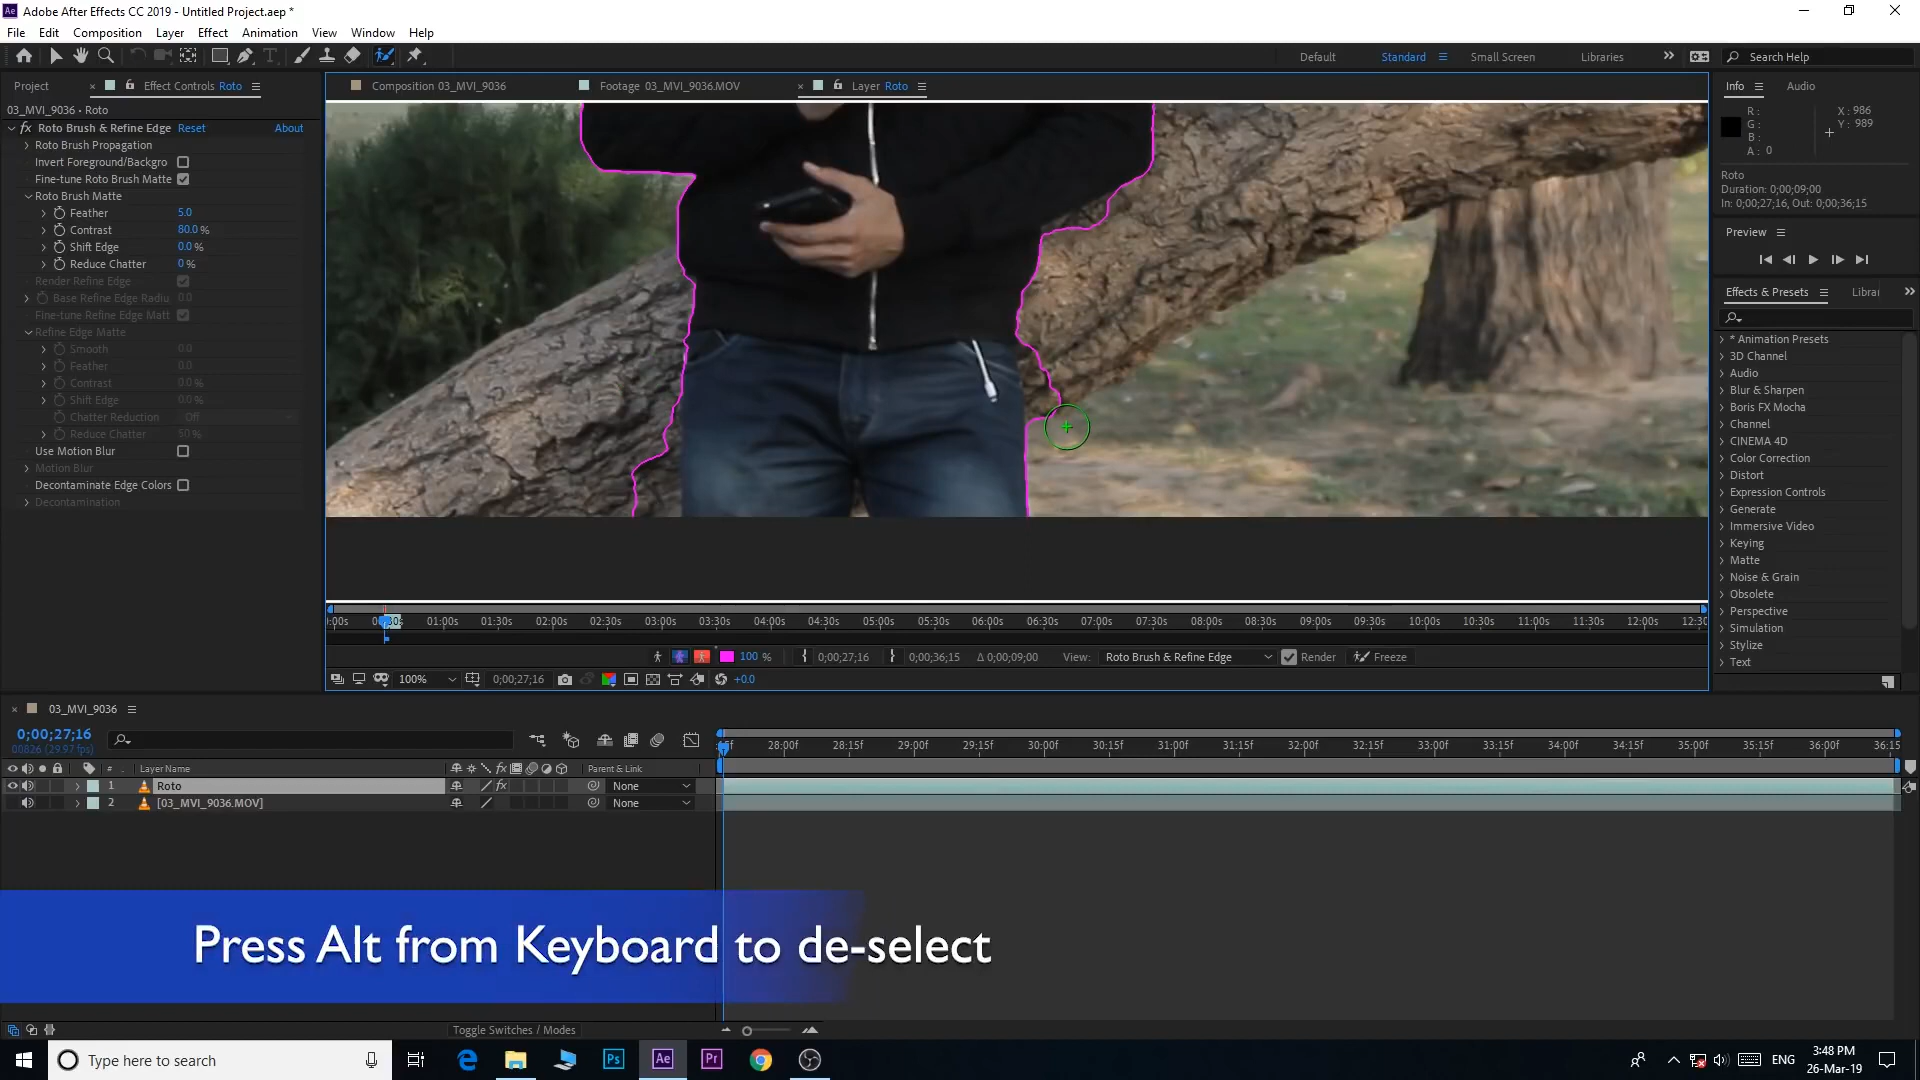 Adobe After Effects CC 2019 - Untitled Project.aep *
File Edit Composition Layer Effect Animation View Window Help
Default Standard Small Screen Libraries Search Help
Project Effect Controls Roto
Composition 03_MVI_9036 Footage 03_MVI_9036.MOV Layer Roto
Info Audio
03_MVI_9036 • Roto
fx Roto Brush & Refine Edge Reset About
Roto Brush Propagation
Invert Foreground/Backgro
Fine-tune Roto Brush Matte
Roto Brush Matte
Feather 5.0
Contrast 80.0 %
Shift Edge 0.0 %
Reduce Chatter 0 %
Render Refine Edge
Base Refine Edge Radiu 0.0
Fine-tune Refine Edge Matt
Refine Edge Matte
Smooth 0.0
Feather 0.0
Contrast 0.0 %
Shift Edge 0.0 %
Chatter Reduction Off
Reduce Chatter 50 %
Use Motion Blur
Motion Blur
Decontaminate Edge Colors
Decontamination
R : X : 986
G : Y : 989
B :
A : 0
Roto
Duration: 0;00;09;00
In: 0;00;27;16, Out: 0;00;36;15
Preview
Effects & Presets Librar
* Animation Presets
3D Channel
Audio
Blur & Sharpen
Boris FX Mocha
Channel
CINEMA 4D
Color Correction
Distort
Expression Controls
Generate
Immersive Video
Keying
Matte
Noise & Grain
Obsolete
Perspective
Simulation
Stylize
Text
:00s 01:00s 01:30s 02:00s 02:30s 03:00s 03:30s 04:00s 04:30s 05:00s 05:30s 06:00s 06:30s 07:00s 07:30s 08:00s 08:30s 09:00s 09:30s 10:00s 10:30s 11:00s 11:30s 12:00s 12:30
100 % 0;00;27;16 0;00;36;15 Δ 0;00;09;00 View: Roto Brush & Refine Edge Render Freeze
100% 0;00;27;16 +0.0
03_MVI_9036
0;00;27;16
00826 (29.97 fps)
28:00f 28:15f 29:00f 29:15f 30:00f 30:15f 31:00f 31:15f 32:00f 32:15f 33:00f 33:15f 34:00f 34:15f 35:00f 35:15f 36:00f 36:15
# Layer Name fx Parent & Link
1 Roto fx None
2 [03_MVI_9036.MOV] None
Press Alt from Keyboard to de-select
Toggle Switches / Modes
Type here to search
Ps Ae Pr
ENG
3:48 PM
26-Mar-19